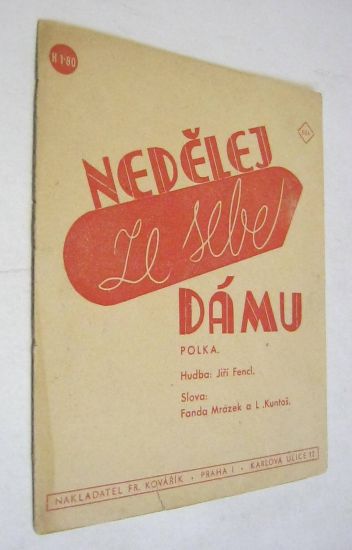 H 1·80
NEDĚLEJ
ze sebe
DÁMU
POLKA.
Hudba: Jiří Fencl.
Slova:
Fanda Mrázek a L. Kuntoš.
NAKLADATEL FR. KOVÁŘÍK · PRAHA I · KARLOVA ULICE 12